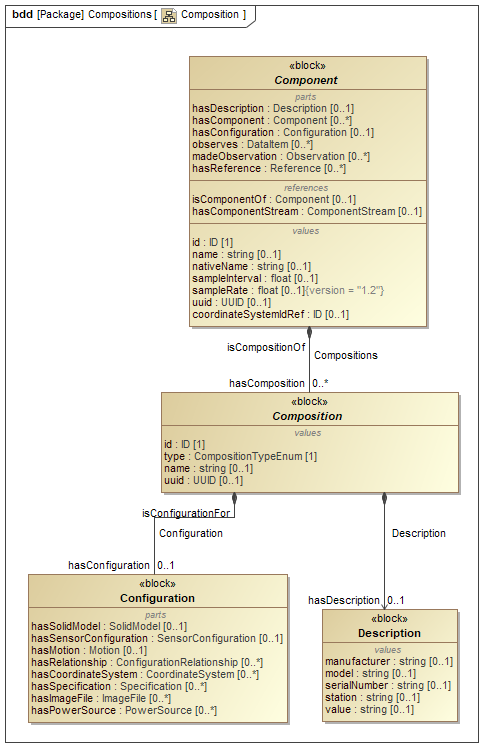 bdd [Package] Compositions [ Composition ]
«block»
Component
parts
hasDescription : Description [0..1]
hasComponent : Component [0..*]
hasConfiguration : Configuration [0..1]
observes : DataItem [0..*]
madeObservation : Observation [0..*]
hasReference : Reference [0..*]
references
isComponentOf : Component [0..1]
hasComponentStream : ComponentStream [0..1]
values
id : ID [1]
name : string [0..1]
nativeName : string [0..1]
sampleInterval : float [0..1]
sampleRate : float [0..1]{version = "1.2"}
uuid : UUID [0..1]
coordinateSystemIdRef : ID [0..1]
isCompositionOf
Compositions
hasComposition 0..*
«block»
Composition
values
id : ID [1]
type : CompositionTypeEnum [1]
name : string [0..1]
uuid : UUID [0..1]
isConfigurationFor
Configuration
hasConfiguration 0..1
Description
hasDescription 0..1
«block»
Configuration
parts
hasSolidModel : SolidModel [0..1]
hasSensorConfiguration : SensorConfiguration [0..1]
hasMotion : Motion [0..1]
hasRelationship : ConfigurationRelationship [0..*]
hasCoordinateSystem : CoordinateSystem [0..*]
hasSpecification : Specification [0..*]
hasImageFile : ImageFile [0..*]
hasPowerSource : PowerSource [0..*]
«block»
Description
values
manufacturer : string [0..1]
model : string [0..1]
serialNumber : string [0..1]
station : string [0..1]
value : string [0..1]